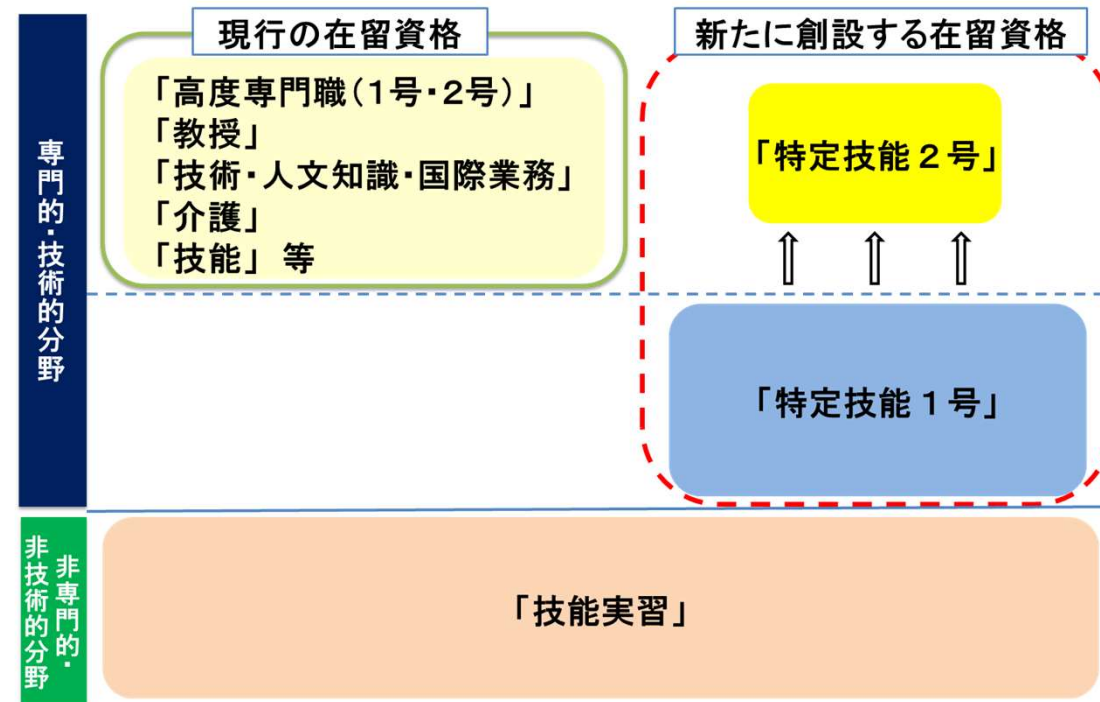 現行の在留資格
新たに創設する在留資格
専門的・技術的分野
「高度専門職(1号・2号)」
「教授」
「技術・人文知識・国際業務」
「介護」
「技能」 等
「特定技能2号」
「特定技能1号」
非専門的・
非技術的分野
「技能実習」